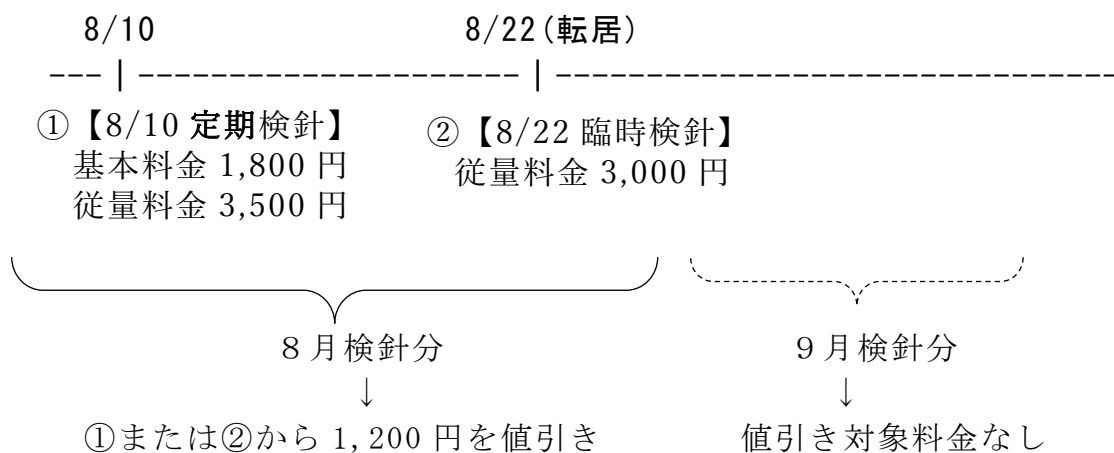 8/10 8/22(転居)
--- | --------------------- | -------------------------------
①【8/10 定期検針】 ②【8/22 臨時検針】
基本料金 1,800 円 従量料金 3,000 円
従量料金 3,500 円
８月検針分 ９月検針分
↓ ↓
①または②から 1,200 円を値引き 値引き対象料金なし